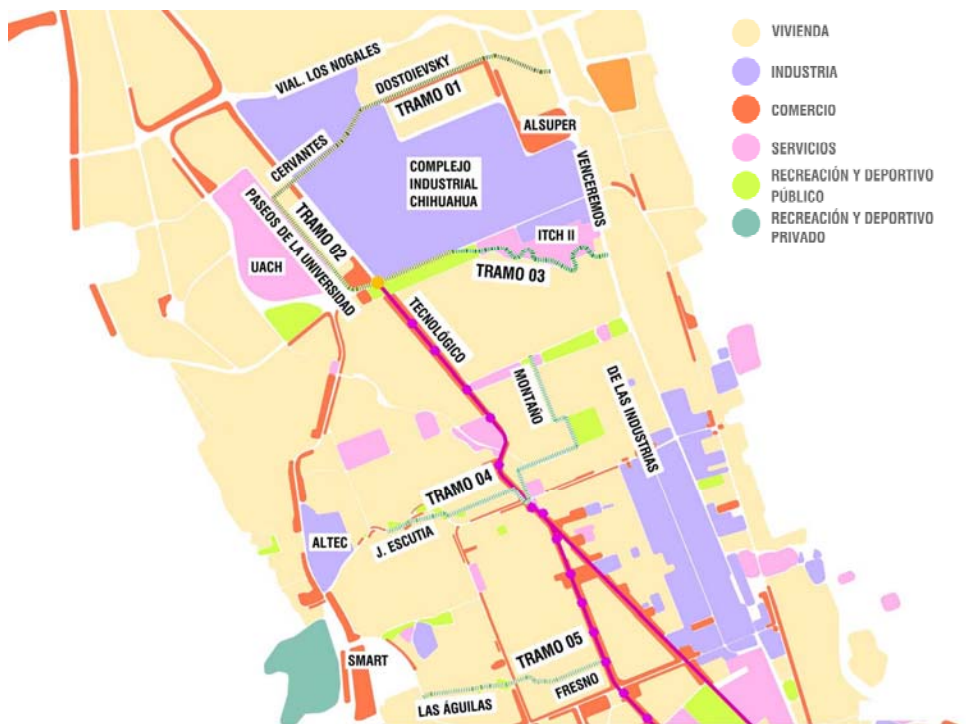 VIVIENDA
INDUSTRIA
COMERCIO
SERVICIOS
RECREACIÓN Y DEPORTIVO
PÚBLICO
RECREACIÓN Y DEPORTIVO
PRIVADO
VIAL. LOS NOGALES
DOSTOIEVSKY
TRAMO 01
ALSUPER
CERVANTES
COMPLEJO
INDUSTRIAL
CHIHUAHUA
VENCEREMOS
PASEOS DE LA UNIVERSIDAD
TRAMO 02
UACH
ITCH II
TRAMO 03
TECNOLÓGICO
MONTAÑO
DE LAS INDUSTRIAS
TRAMO 04
J. ESCUTIA
ALTEC
TRAMO 05
SMART
FRESNO
LAS ÁGUILAS